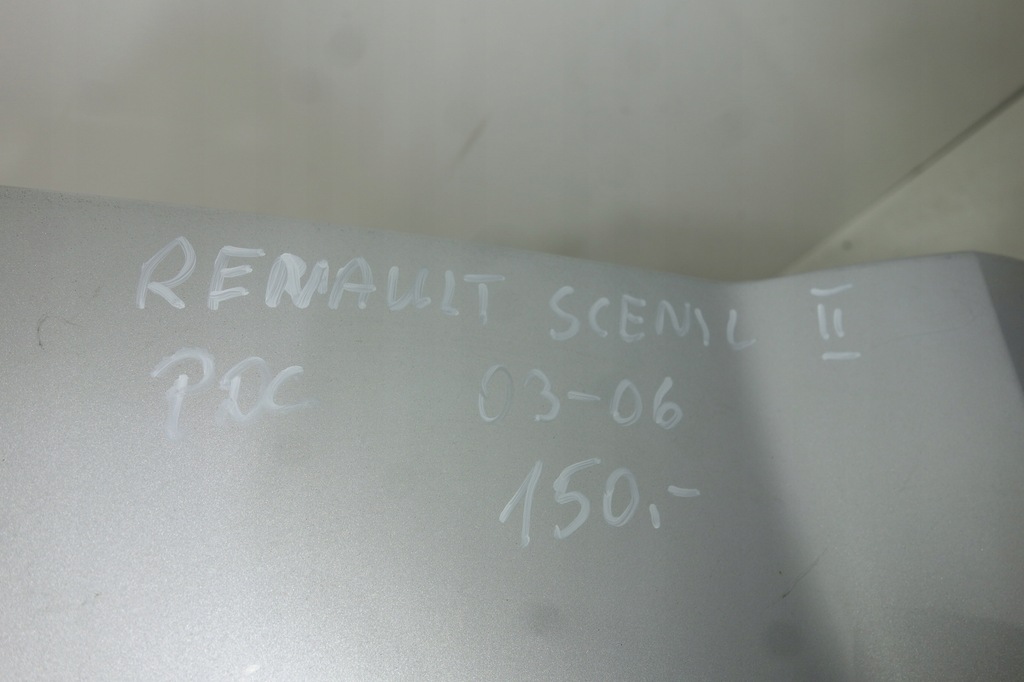 RENAULT SCENIC II
PDC 03-06
150,-